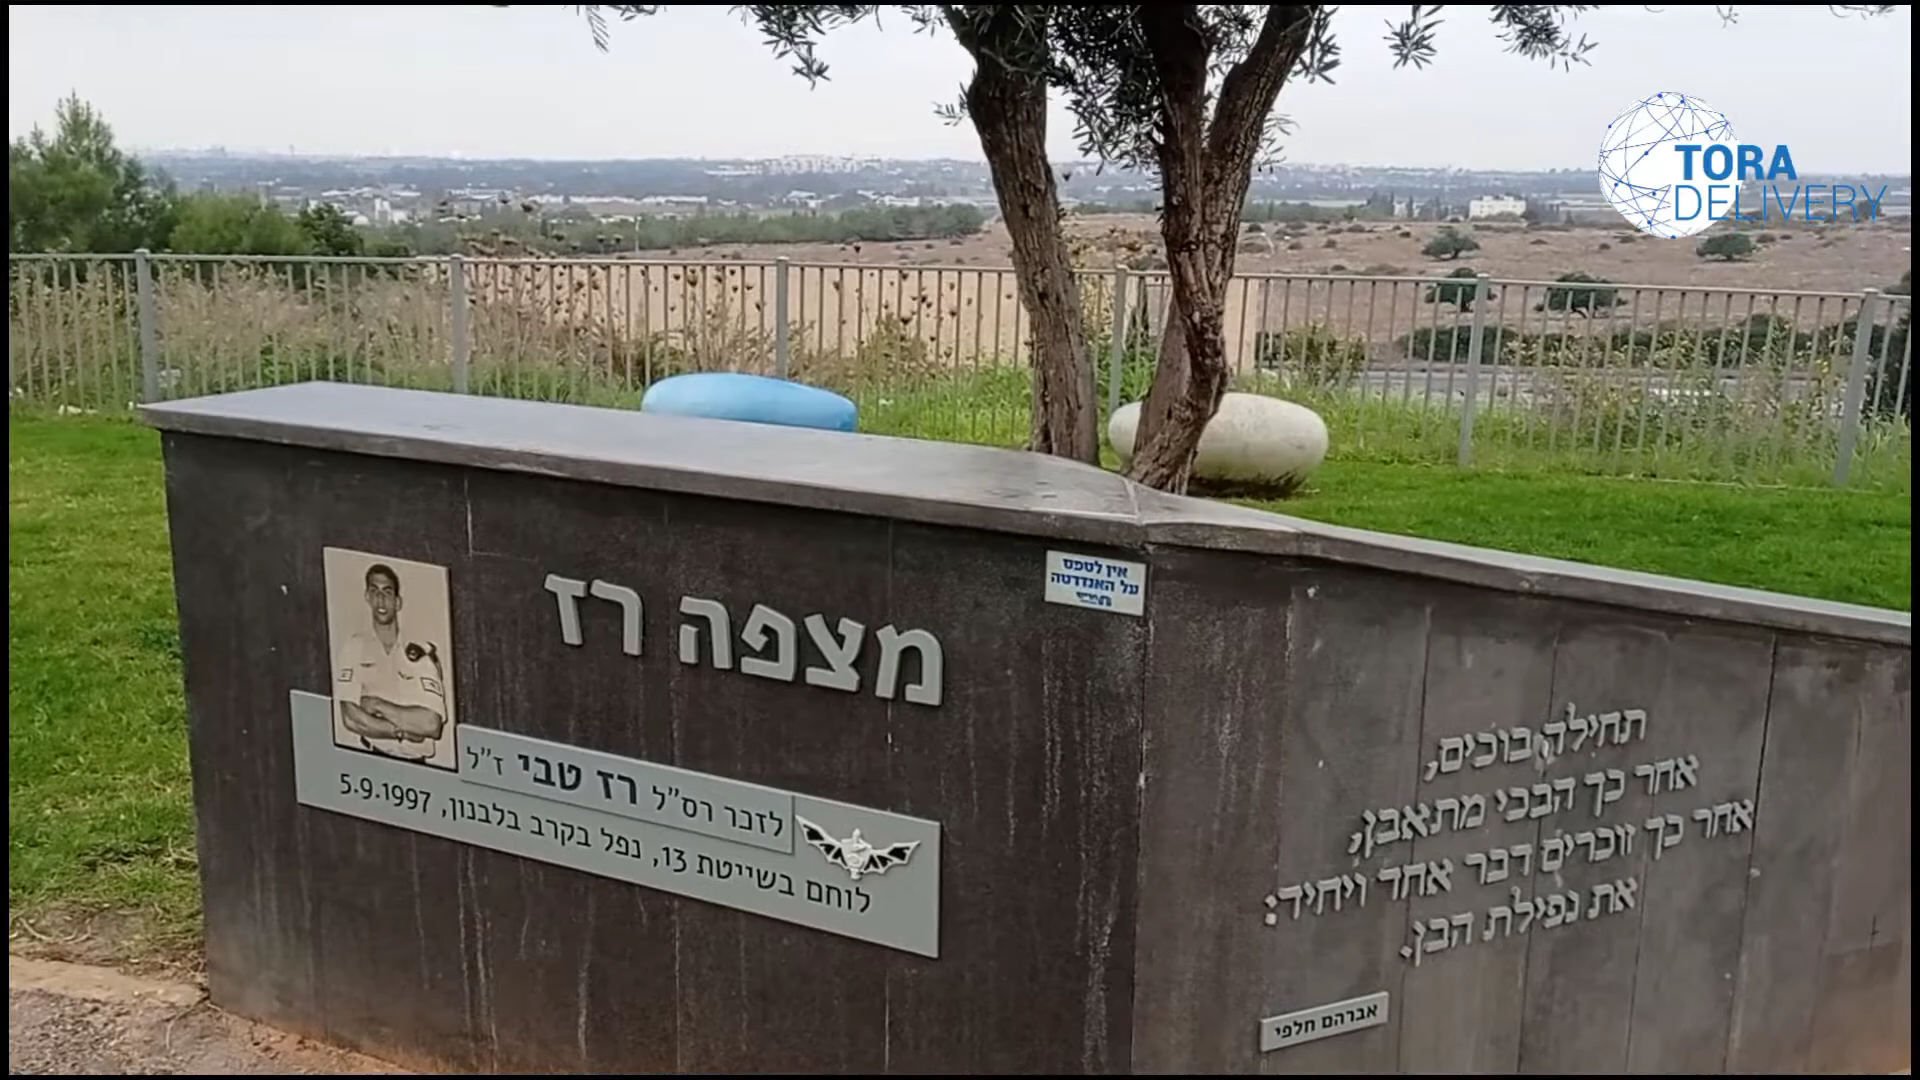 TORA
DELIVERY
אין לטפס
על האנדרטה
מצפה רז
לזכר רס״ל רז טבי ז״ל
לוחם בשייטת 13, נפל בקרב בלבנון, 5.9.1997
תחילה בוכים,
אחר כך הבכי מתאבן,
אחר כך זוכרים דבר אחד ויחיד:
את נפילת הבן.
אברהם חלפי